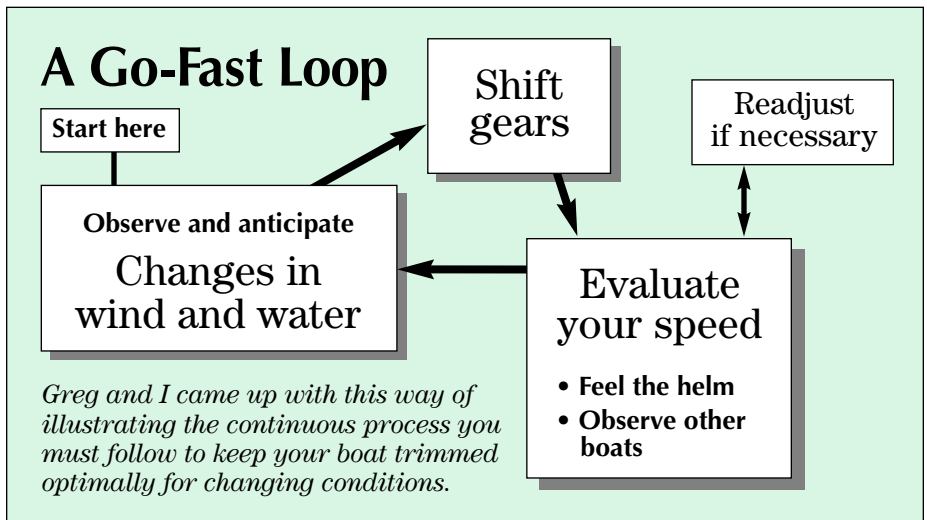 A Go-Fast Loop
Start here
Observe and anticipate
Changes in
wind and water
Shift
gears
Readjust
if necessary
Evaluate
your speed
• Feel the helm
• Observe other
boats
Greg and I came up with this way of
illustrating the continuous process you
must follow to keep your boat trimmed
optimally for changing conditions.